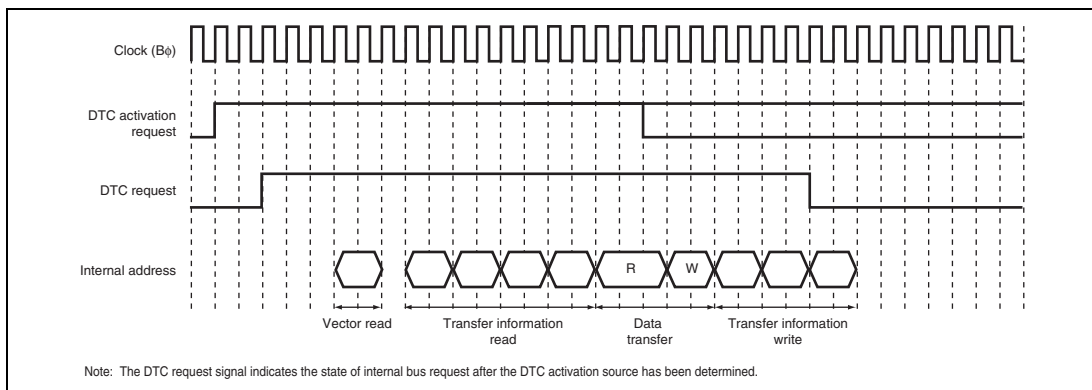 Clock (Bϕ)
DTC activation
request
DTC request
Internal address
R
W
Vector read
Transfer information
read
Data
transfer
Transfer information
write
Note: The DTC request signal indicates the state of internal bus request after the DTC activation source has been determined.